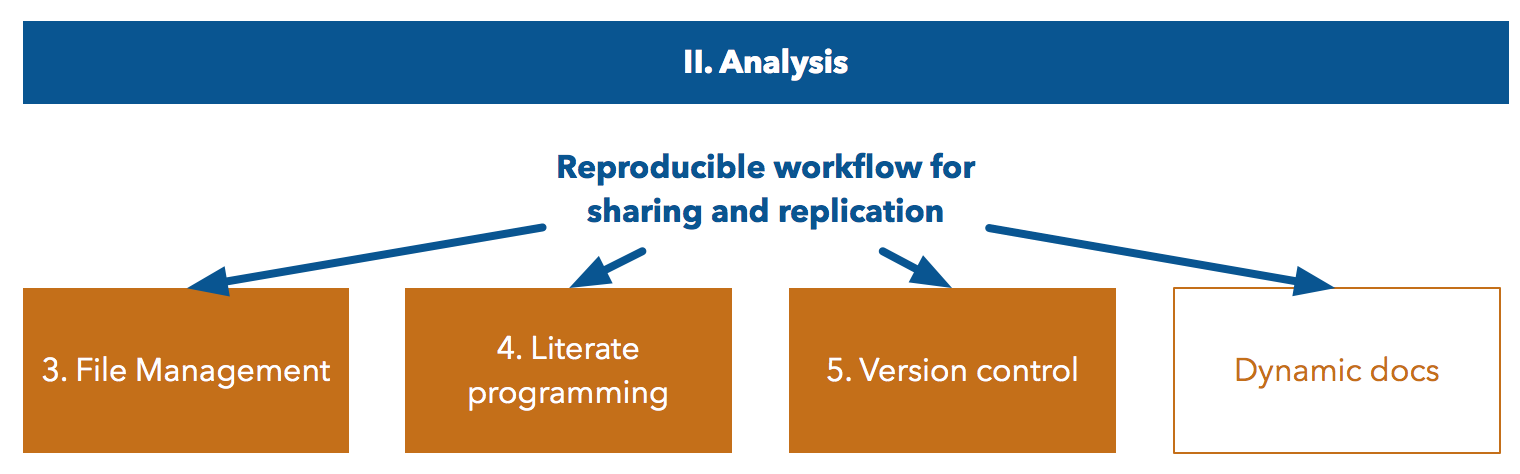 II. Analysis
Reproducible workflow for
sharing and replication
3. File Management
4. Literate
programming
5. Version control
Dynamic docs